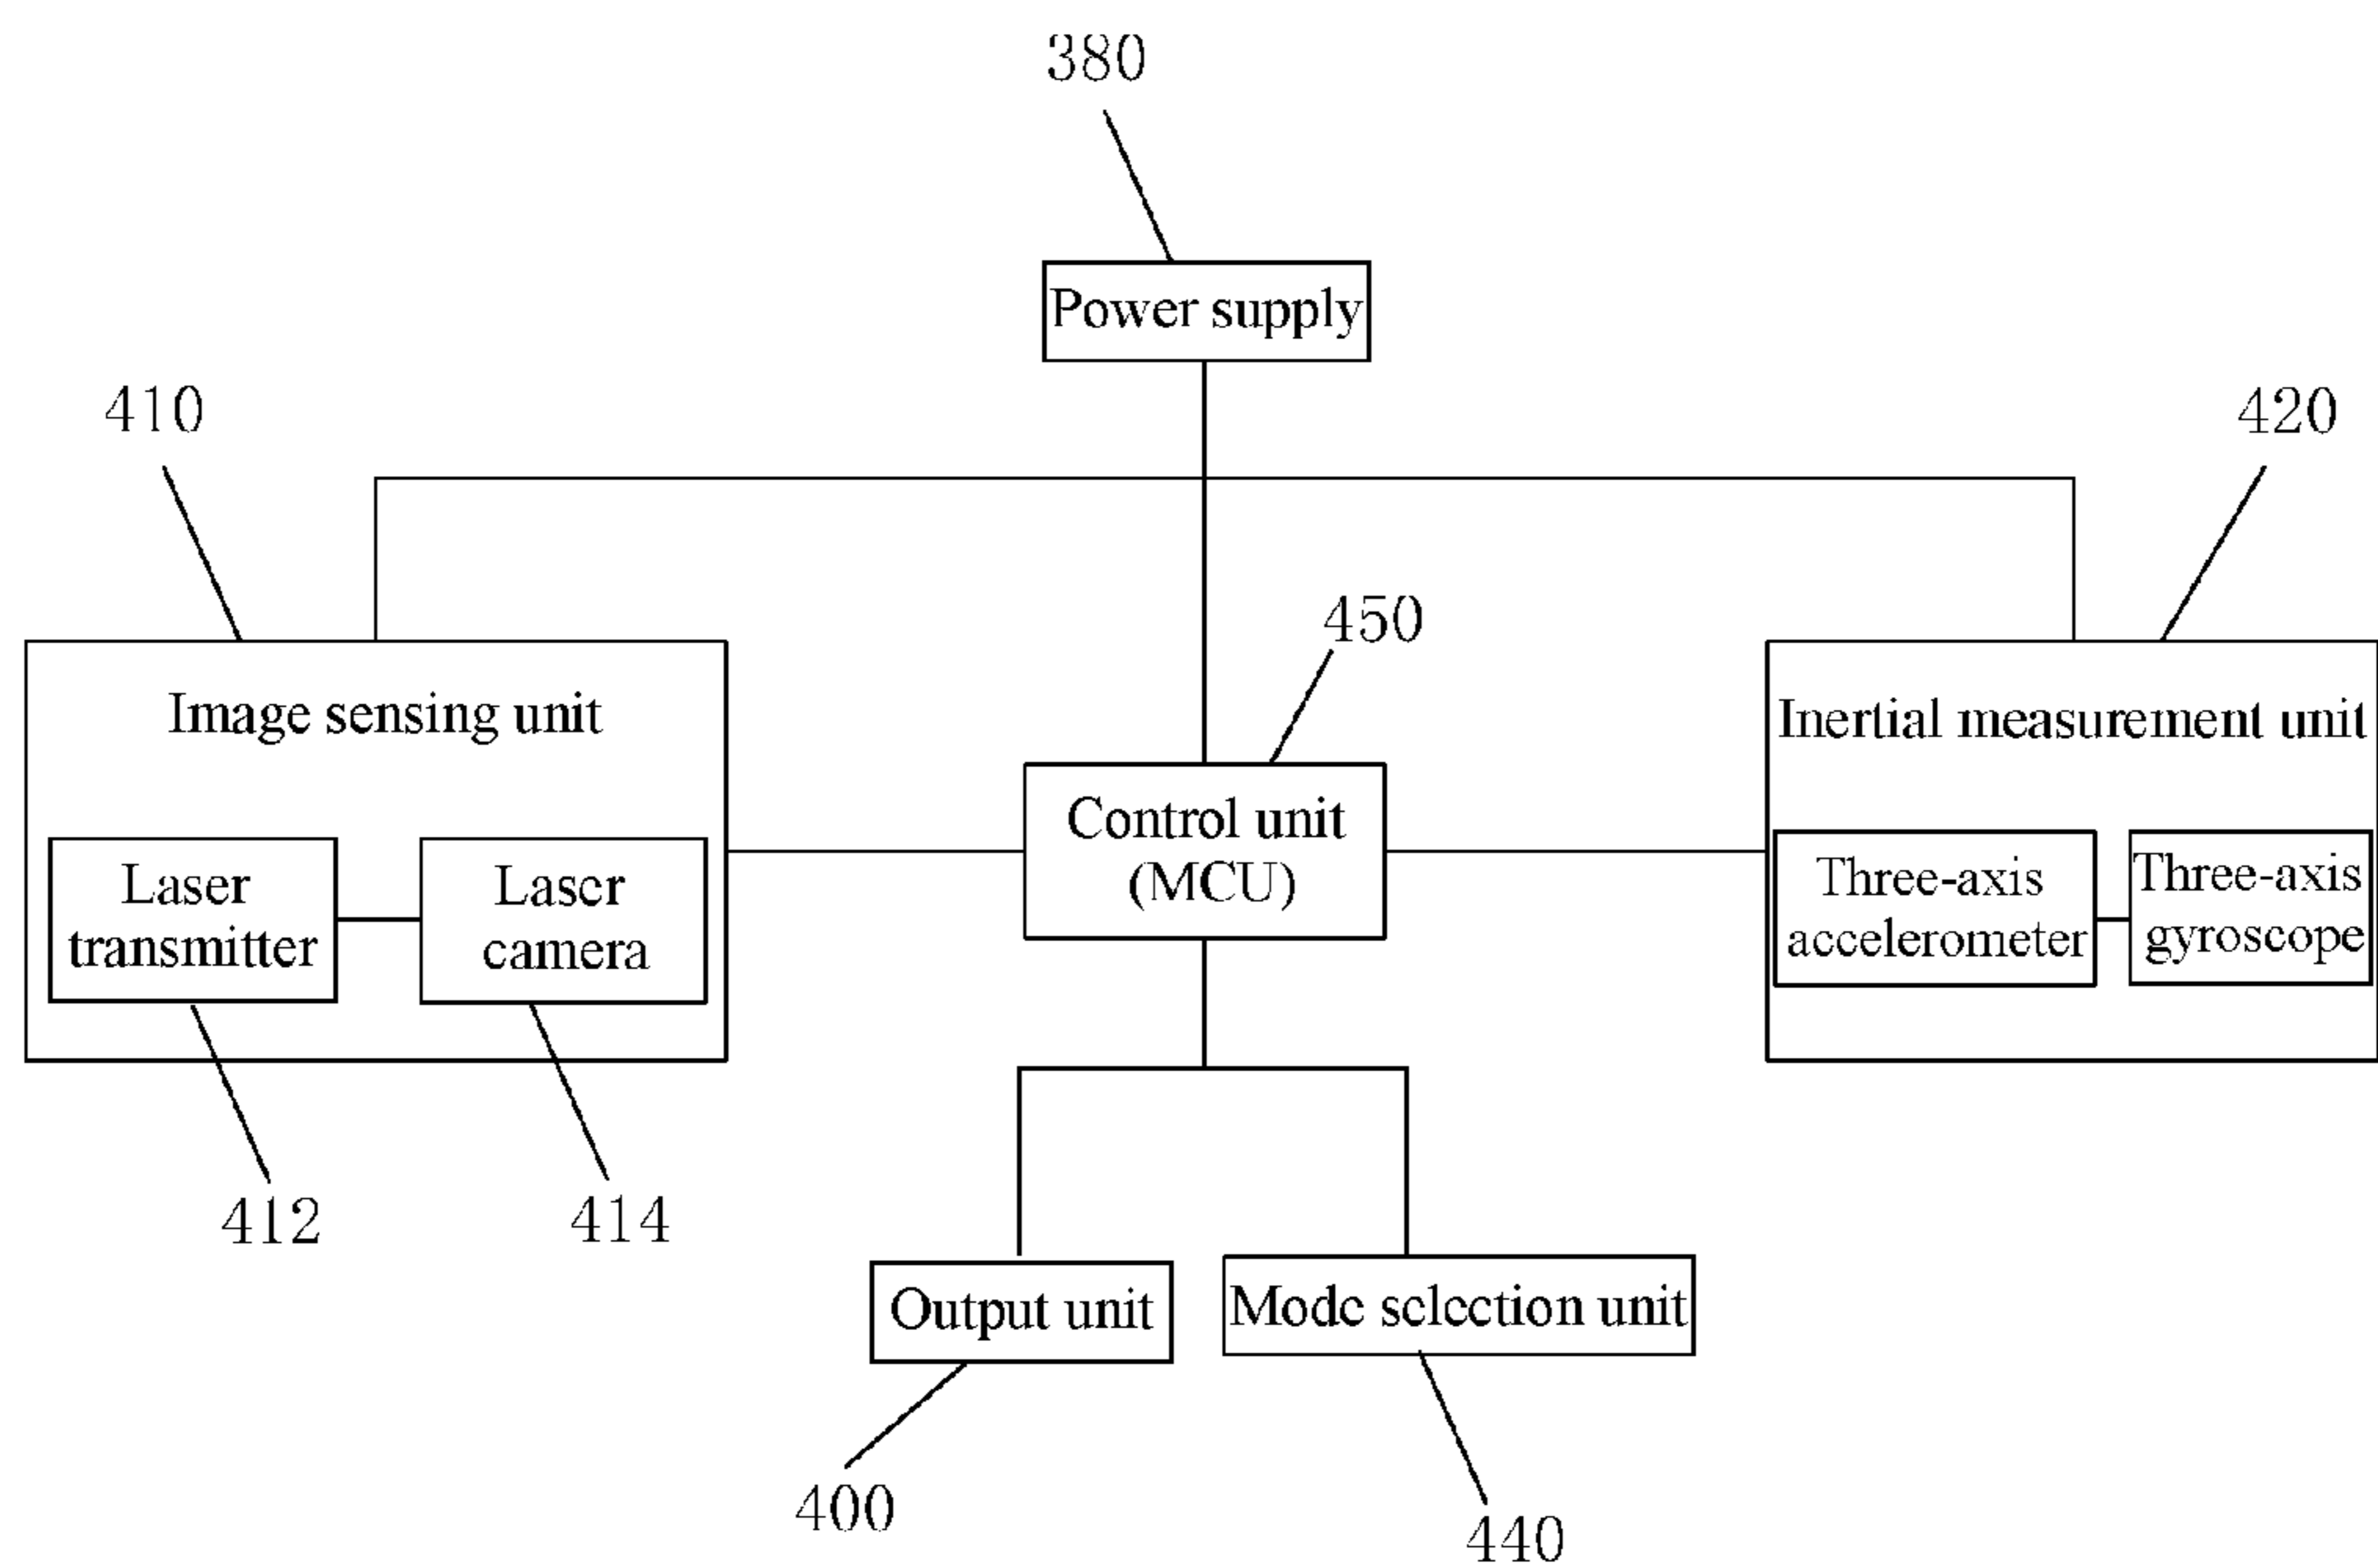 380
Power supply
410
420
450
Image sensing unit
Inertial measurement unit
Control unit
(MCU)
Laser
transmitter
Laser
camera
Three-axis
accelerometer
Three-axis
gyroscope
412
414
Output unit
Mode selection unit
400
440